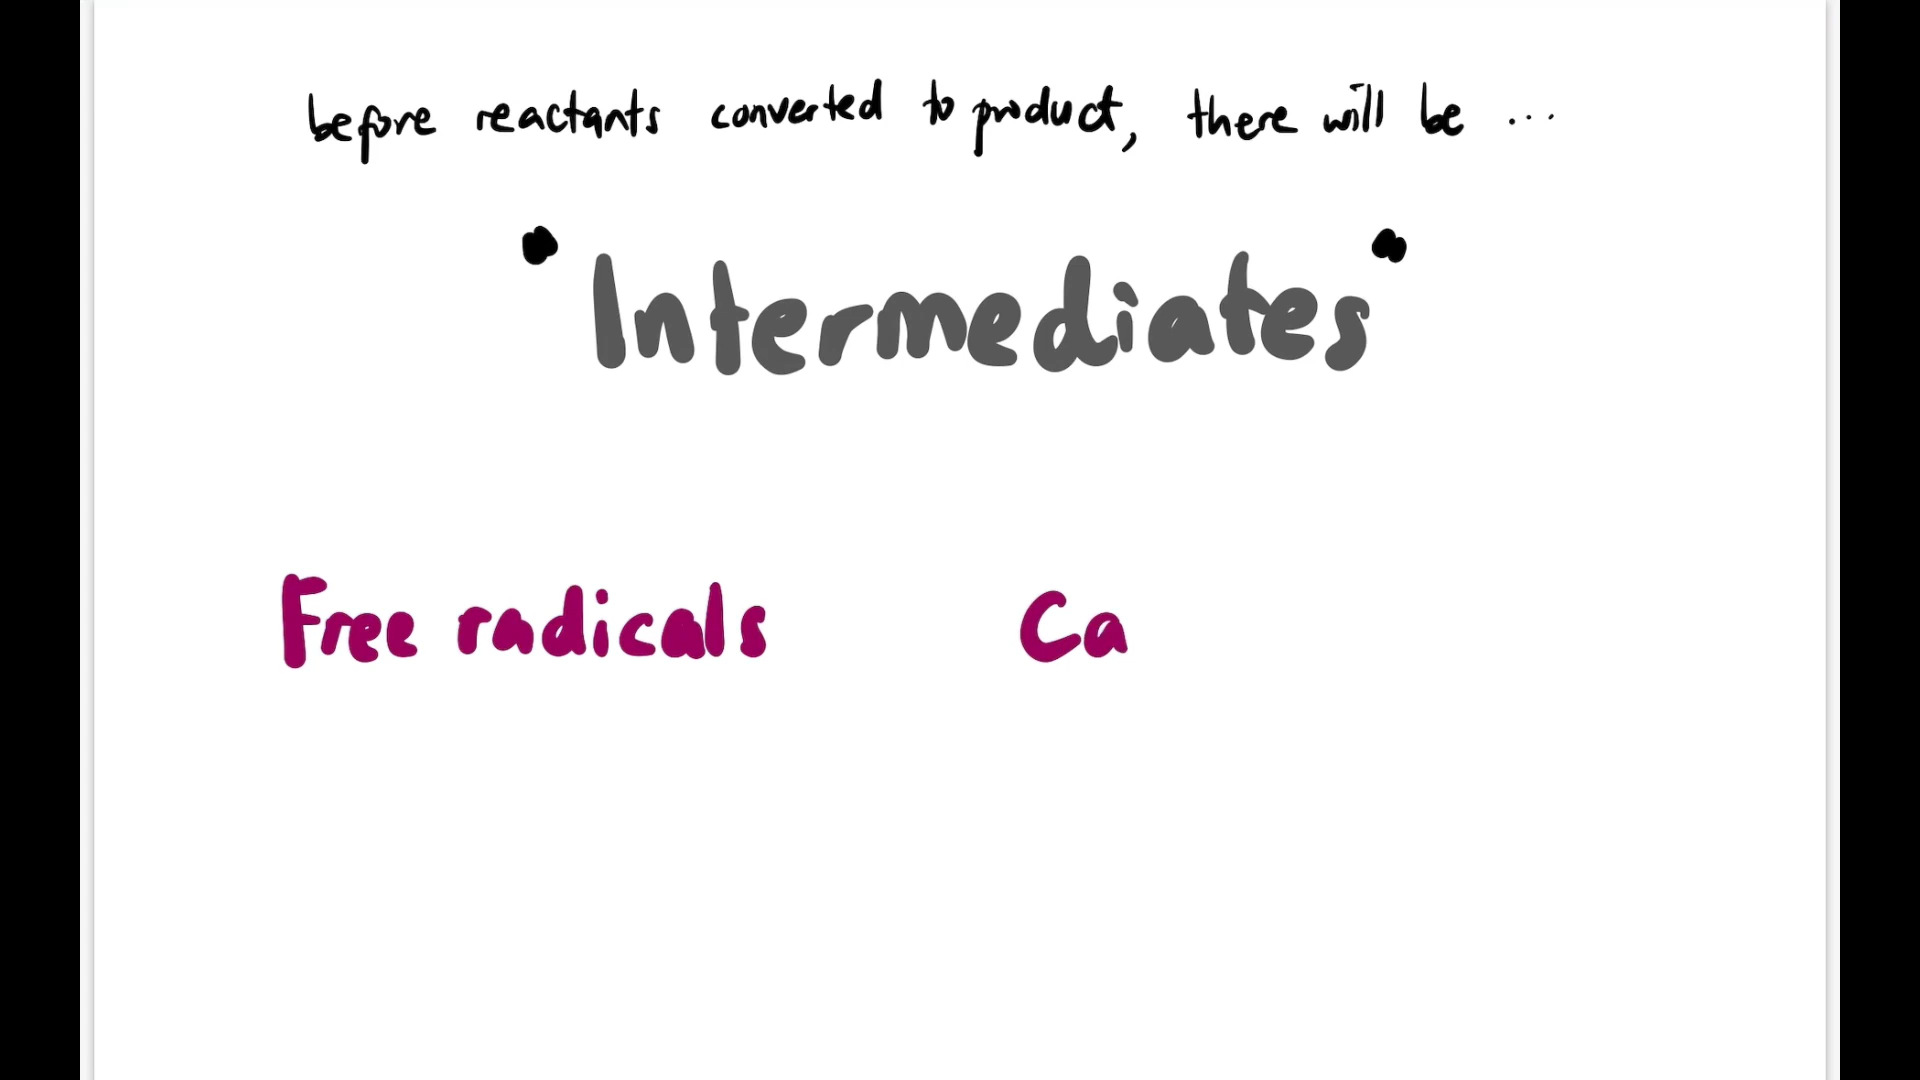 before reactants converted to product, there will be ...
"Intermediates"
Free radicals Ca